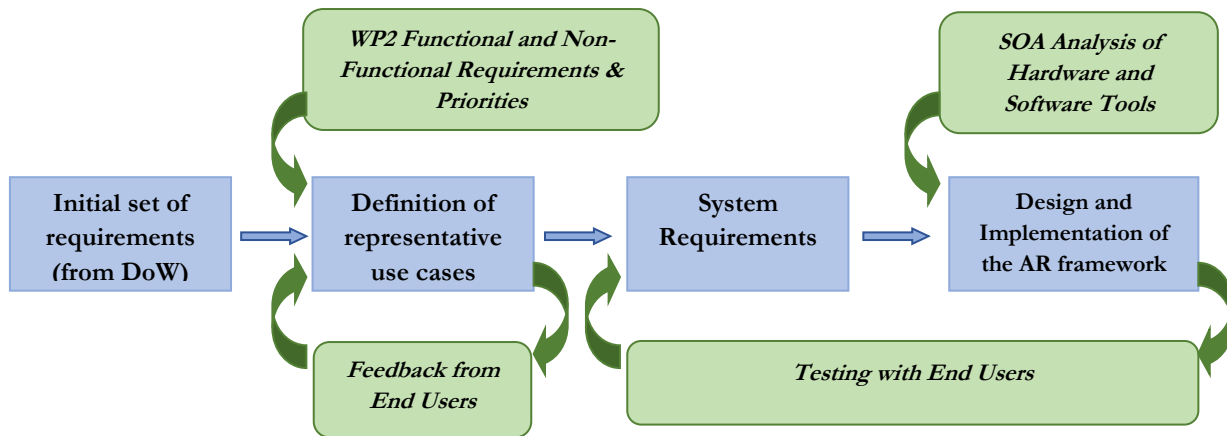 WP2 Functional and Non-
Functional Requirements &
Priorities
SOA Analysis of
Hardware and
Software Tools
Initial set of
requirements
(from DoW)
Definition of
representative
use cases
System
Requirements
Design and
Implementation of
the AR framework
Feedback from
End Users
Testing with End Users